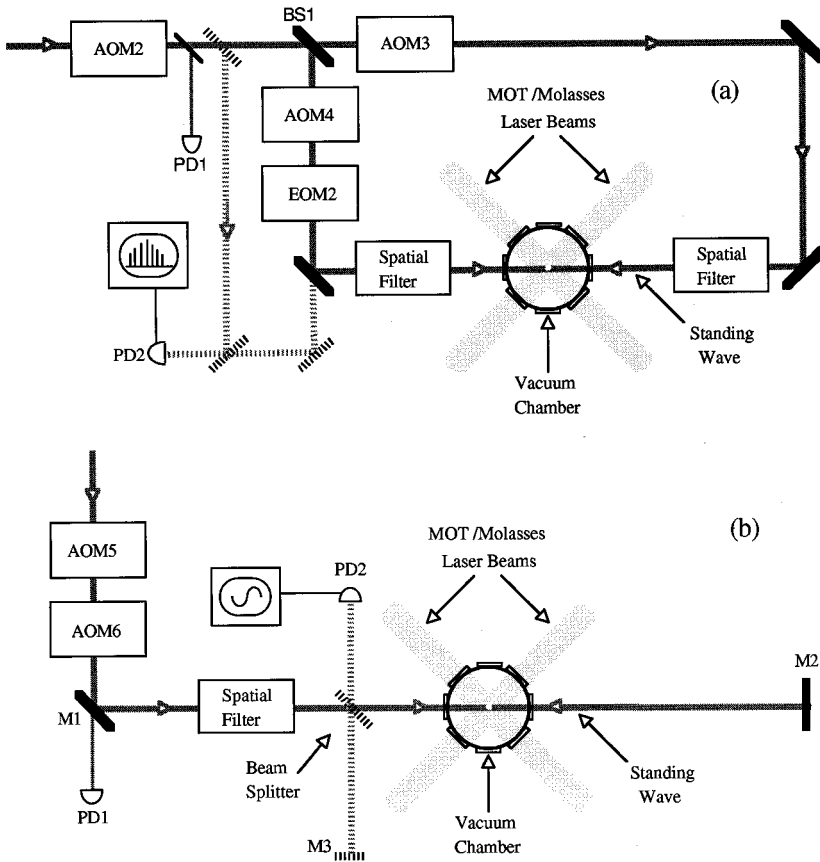 BS1
AOM2
AOM3
(a)
MOT /Molasses
Laser Beams
AOM4
PD1
EOM2
Spatial
Filter
Spatial
Filter
Standing
Wave
PD2
Vacuum
Chamber
(b)
MOT /Molasses
Laser Beams
AOM5
PD2
AOM6
M2
Spatial
Filter
M1
Beam
Splitter
Standing
Wave
PD1
Vacuum
Chamber
M3